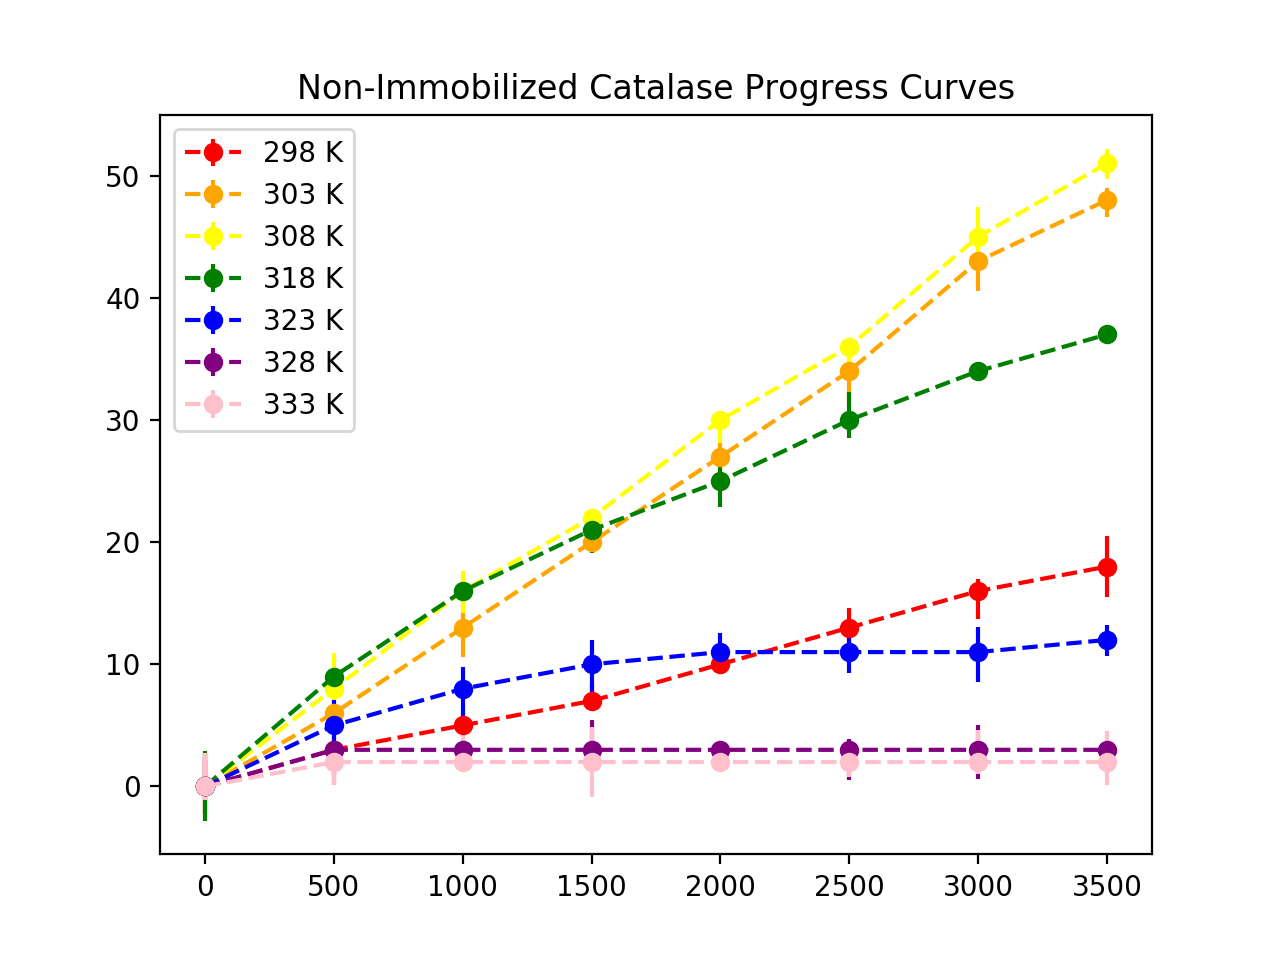 Non-Immobilized Catalase Progress Curves
298 K
303 K
308 K
318 K
323 K
328 K
333 K
50
40
30
20
10
0
0 500 1000 1500 2000 2500 3000 3500